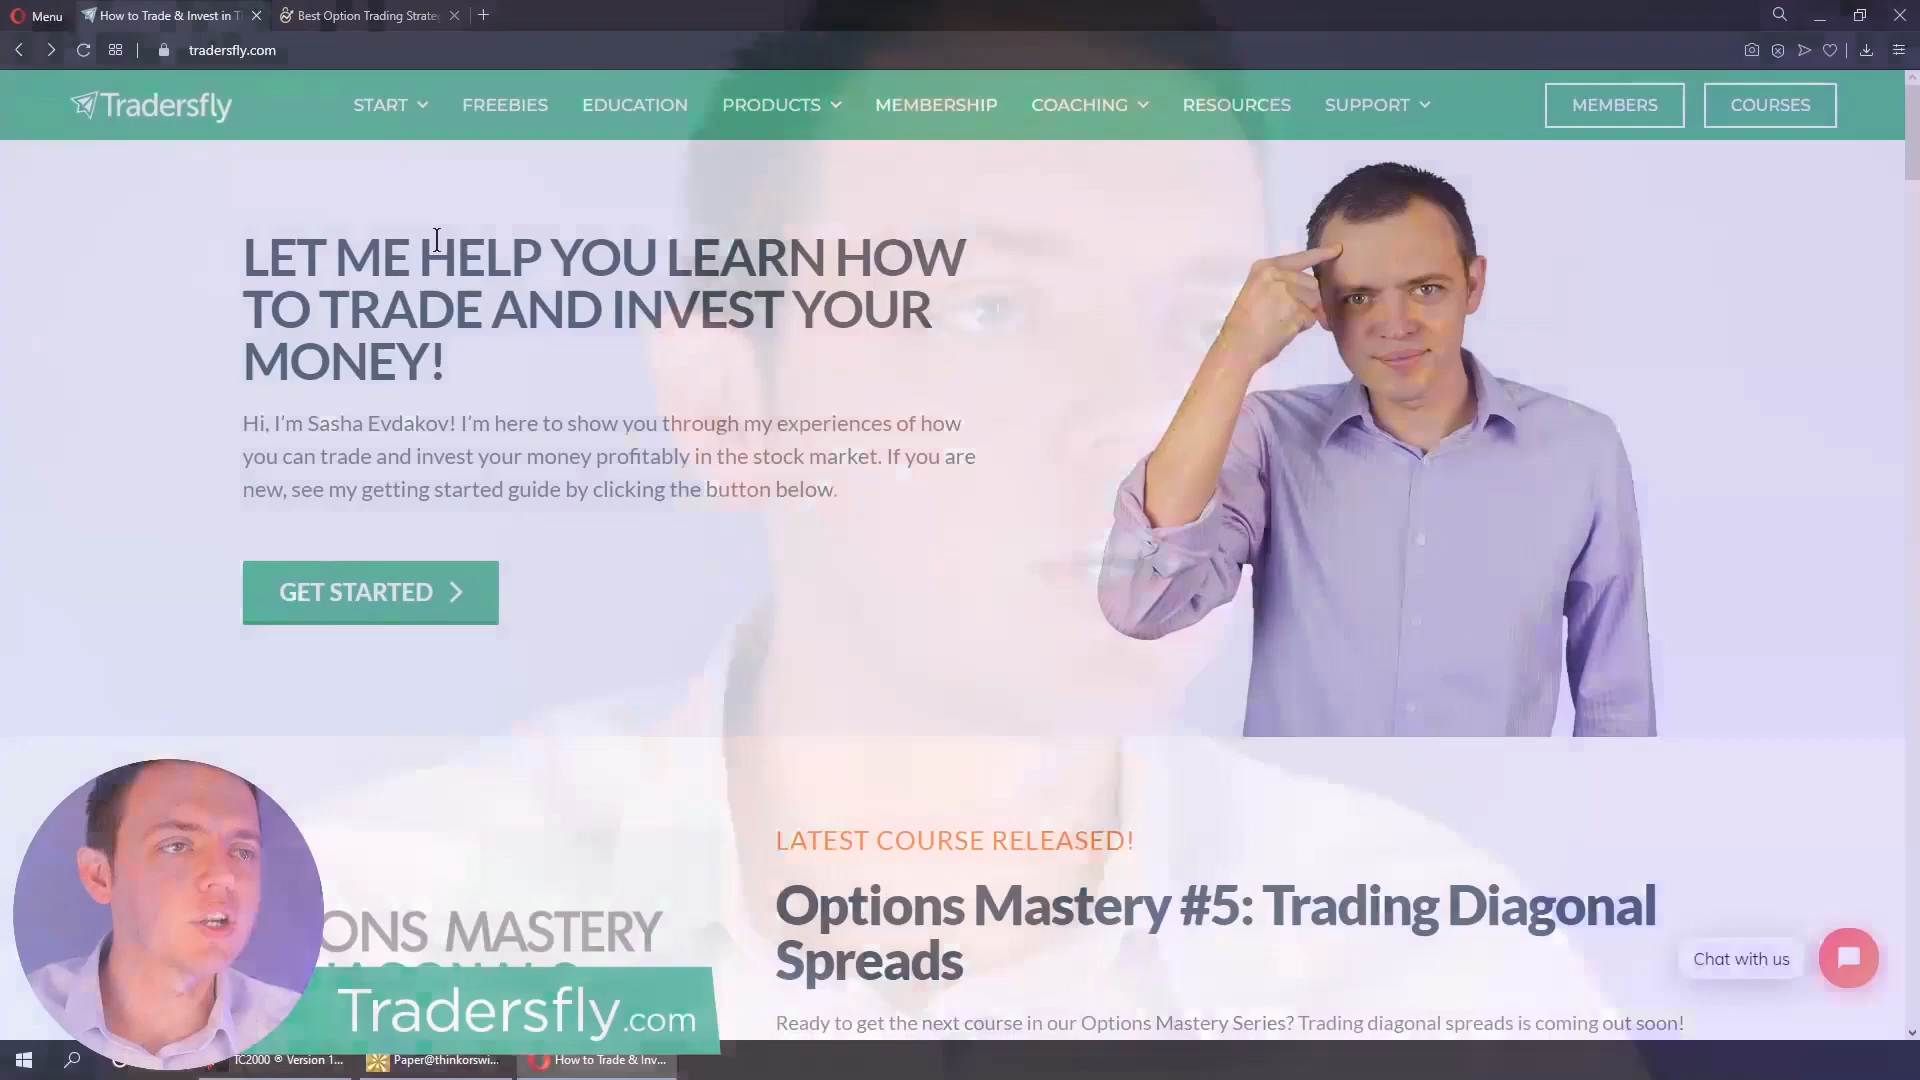 Menu
How to Trade & Invest in T
Best Option Trading Strate
tradersfly.com
Tradersfly
START
FREEBIES
EDUCATION
PRODUCTS
MEMBERSHIP
COACHING
RESOURCES
SUPPORT
MEMBERS
COURSES
LET ME HELP YOU LEARN HOW
TO TRADE AND INVEST YOUR
MONEY!
Hi, I'm Sasha Evdakov! I'm here to show you through my experiences of how
you can trade and invest your money profitably in the stock market. If you are
new, see my getting started guide by clicking the button below.
GET STARTED
LATEST COURSE RELEASED!
Options Mastery #5: Trading Diagonal
Spreads
Ready to get the next course in our Options Mastery Series? Trading diagonal spreads is coming out soon!
ONS MASTERY
Tradersfly.com
Chat with us
TC2000 ® Version 1...
Paper@thinkorswi...
How to Trade & Inv...